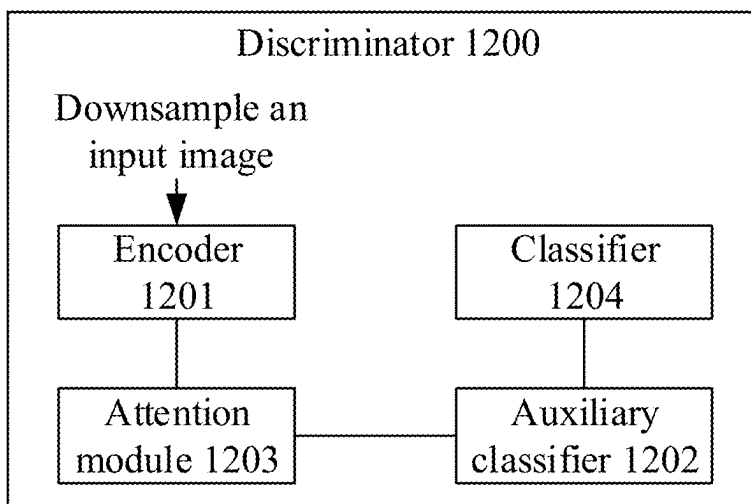 Discriminator 1200
Downsample an
input image
Encoder
1201
Classifier
1204
Attention
module 1203
Auxiliary
classifier 1202